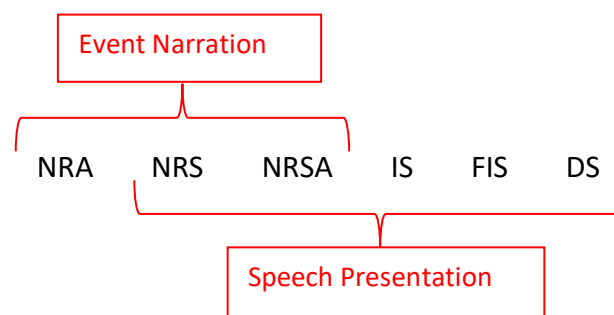 Event Narration
NRA NRS NRSA IS FIS DS
Speech Presentation